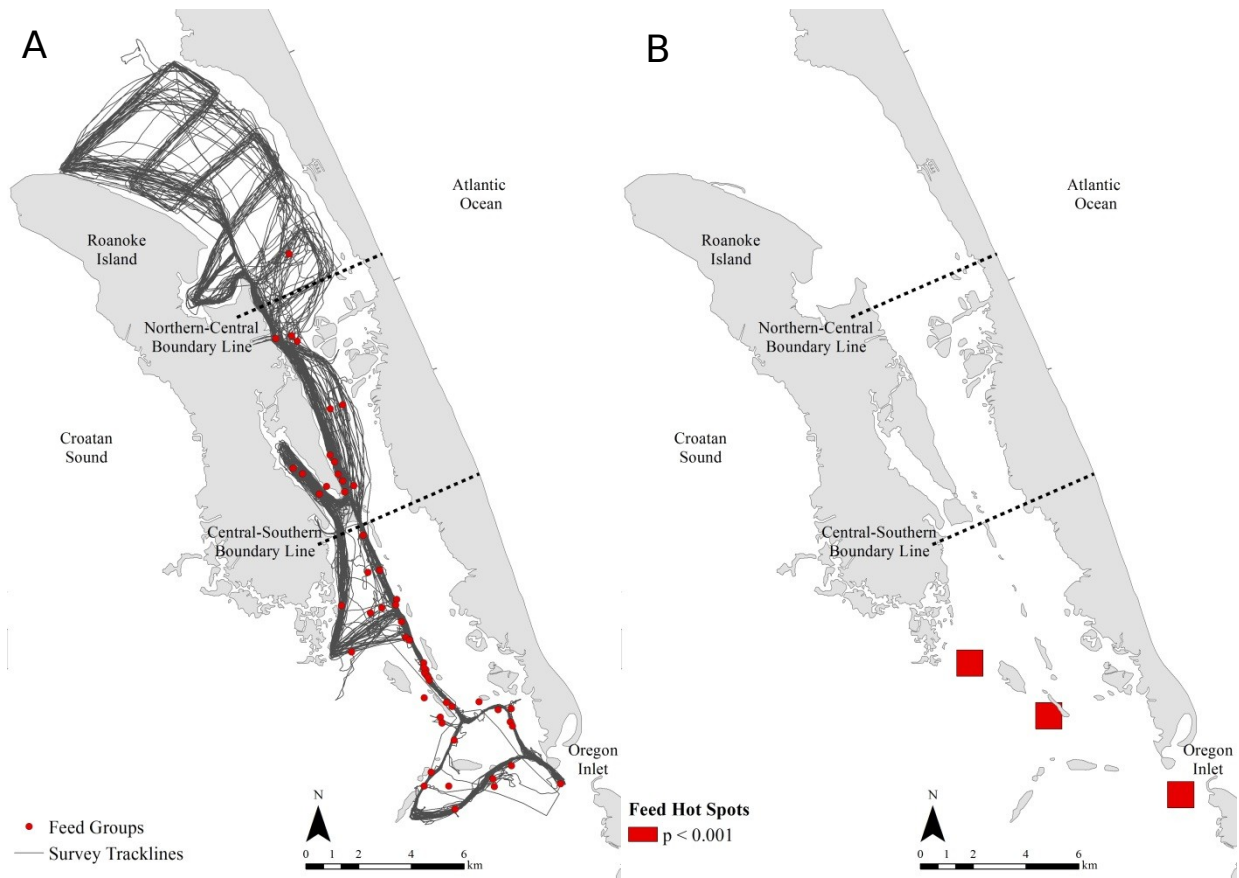 A
Atlantic
Ocean
Roanoke
Island
Northern-Central
Boundary Line
Croatan
Sound
Central-Southern
Boundary Line
Oregon
Inlet
Feed Groups
Survey Tracklines
N
0 1 2 4 6
km
B
Atlantic
Ocean
Roanoke
Island
Northern-Central
Boundary Line
Croatan
Sound
Central-Southern
Boundary Line
Oregon
Inlet
Feed Hot Spots
p < 0.001
N
0 1 2 4 6
km